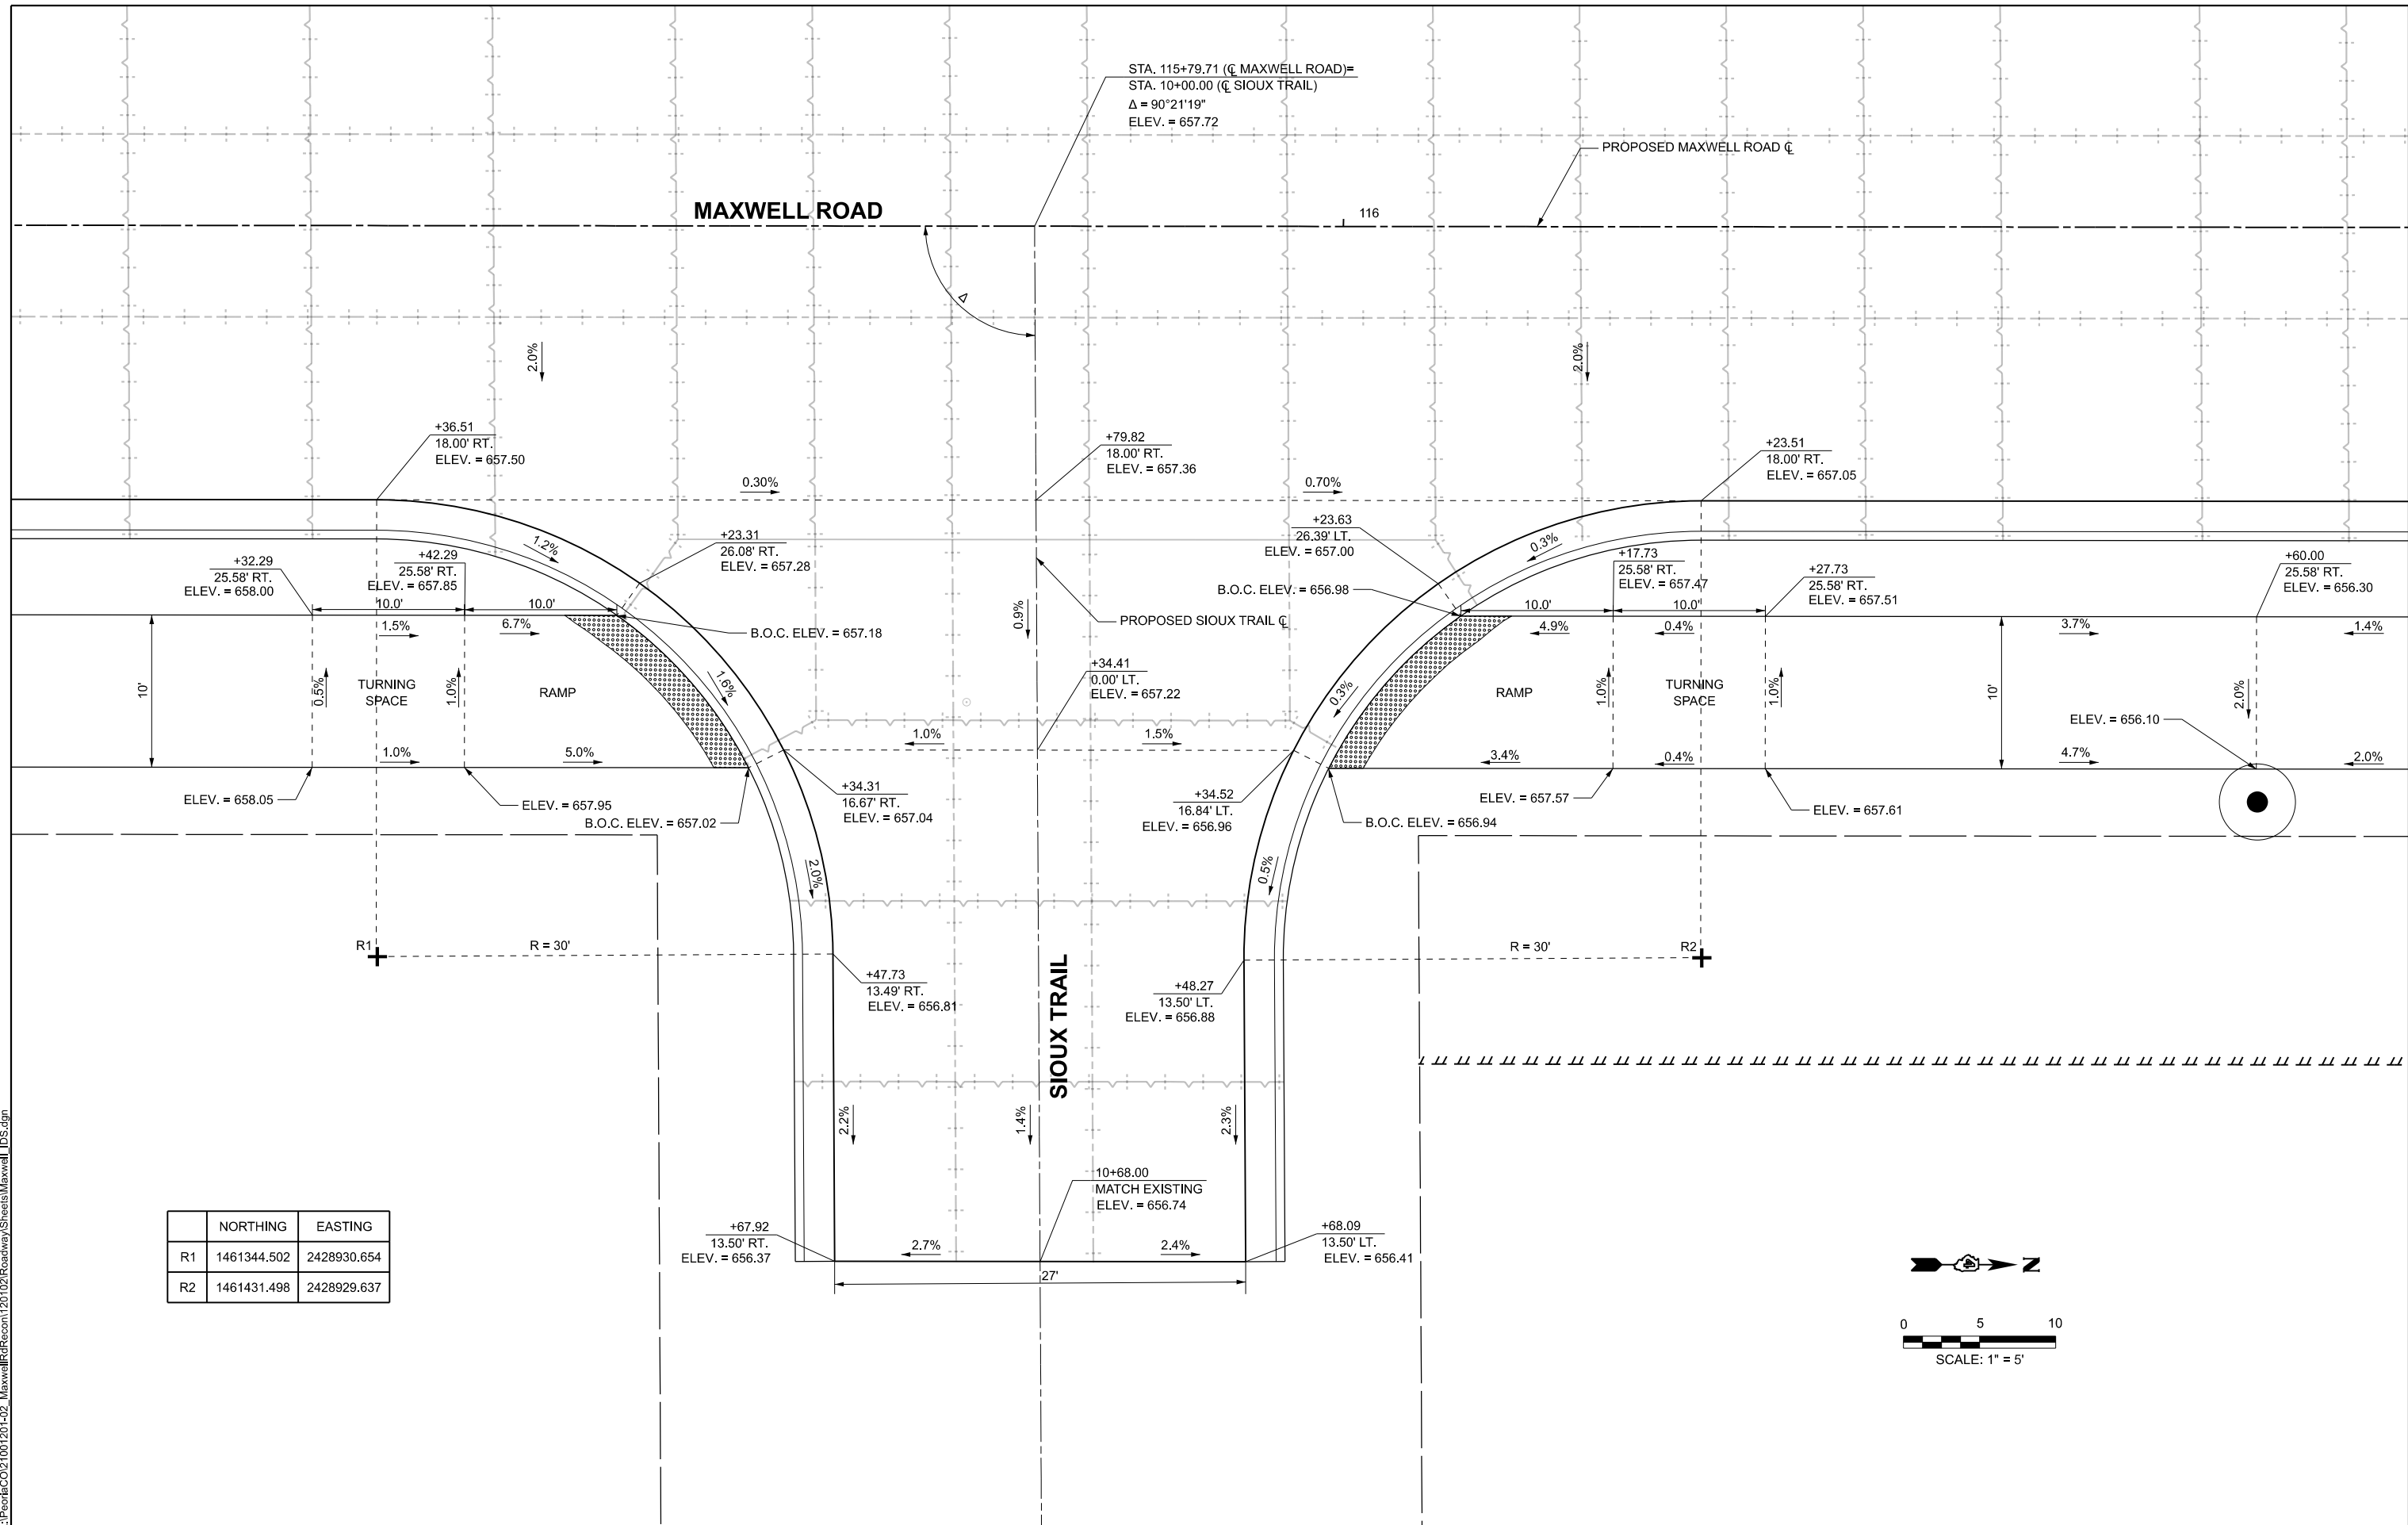 STA. 115+79.71 (℄ MAXWELL ROAD)=
STA. 10+00.00 (℄ SIOUX TRAIL)
Δ = 90°21'19"
ELEV. = 657.72
PROPOSED MAXWELL ROAD ℄
MAXWELL ROAD
116
Δ
2.0%
2.0%
+36.51
18.00' RT.
ELEV. = 657.50
+79.82
18.00' RT.
ELEV. = 657.36
+23.51
18.00' RT.
ELEV. = 657.05
0.30%
0.70%
+32.29
25.58' RT.
ELEV. = 658.00
+42.29
25.58' RT.
ELEV. = 657.85
1.2%
+23.31
26.08' RT.
ELEV. = 657.28
+23.63
26.39' LT.
ELEV. = 657.00
0.3%
+17.73
25.58' RT.
ELEV. = 657.47
+27.73
25.58' RT.
ELEV. = 657.51
+60.00
25.58' RT.
ELEV. = 656.30
B.O.C. ELEV. = 656.98
10.0'
10.0'
10.0'
10.0'
B.O.C. ELEV. = 657.18
0.9%
PROPOSED SIOUX TRAIL ℄
1.5%
6.7%
4.9%
0.4%
3.7%
1.4%
10'
0.5%
TURNING
SPACE
1.0%
RAMP
1.6%
+34.41
0.00' LT.
ELEV. = 657.22
0.3%
RAMP
1.0%
TURNING
SPACE
1.0%
10'
2.0%
ELEV. = 656.10
1.0%
5.0%
1.0%
1.5%
3.4%
0.4%
4.7%
2.0%
ELEV. = 658.05
ELEV. = 657.95
B.O.C. ELEV. = 657.02
+34.31
16.67' RT.
ELEV. = 657.04
+34.52
16.84' LT.
ELEV. = 656.96
ELEV. = 657.57
B.O.C. ELEV. = 656.94
ELEV. = 657.61
2.0%
0.5%
R1
R = 30'
R = 30'
R2
+47.73
13.49' RT.
ELEV. = 656.81
+48.27
13.50' LT.
ELEV. = 656.88
SIOUX TRAIL
2.2%
1.4%
2.3%
10+68.00
MATCH EXISTING
ELEV. = 656.74
+67.92
13.50' RT.
ELEV. = 656.37
+68.09
13.50' LT.
ELEV. = 656.41
2.7%
2.4%
27'
NORTHING EASTING
R1 1461344.502 2428930.654
R2 1461431.498 2428929.637
N
0 5 10
SCALE: 1" = 5'
:\PeoriaCO\21001201-02_MaxwellRdRecon\120102\Roadway\Sheets\Maxwell_IDS.dgn